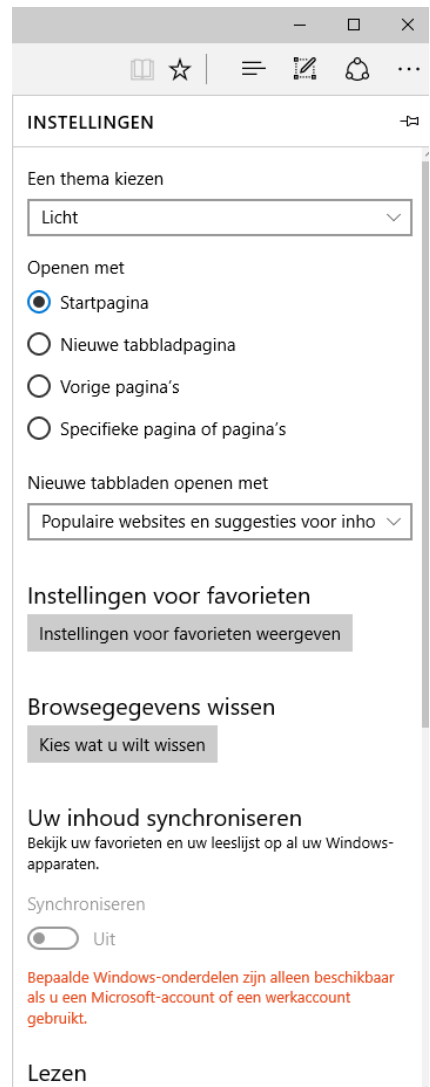 INSTELLINGEN
Een thema kiezen
Licht
Openen met
Startpagina
Nieuwe tabbladpagina
Vorige pagina's
Specifieke pagina of pagina's
Nieuwe tabbladen openen met
Populaire websites en suggesties voor inho
Instellingen voor favorieten
Instellingen voor favorieten weergeven
Browsegegevens wissen
Kies wat u wilt wissen
Uw inhoud synchroniseren
Bekijk uw favorieten en uw leeslijst op al uw Windows-
apparaten.
Synchroniseren
Uit
Bepaalde Windows-onderdelen zijn alleen beschikbaar
als u een Microsoft-account of een werkaccount
gebruikt.
Lezen